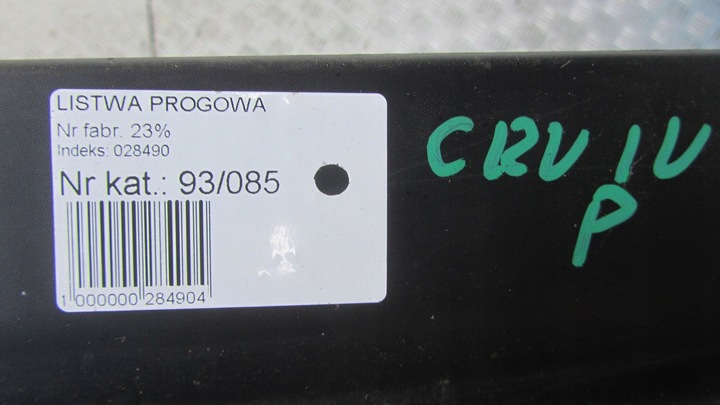 LISTWA PROGOWA
Nr fabr. 23%
Indeks: 028490
Nr kat.: 93/085
1 000000 284904
CRV IV
P